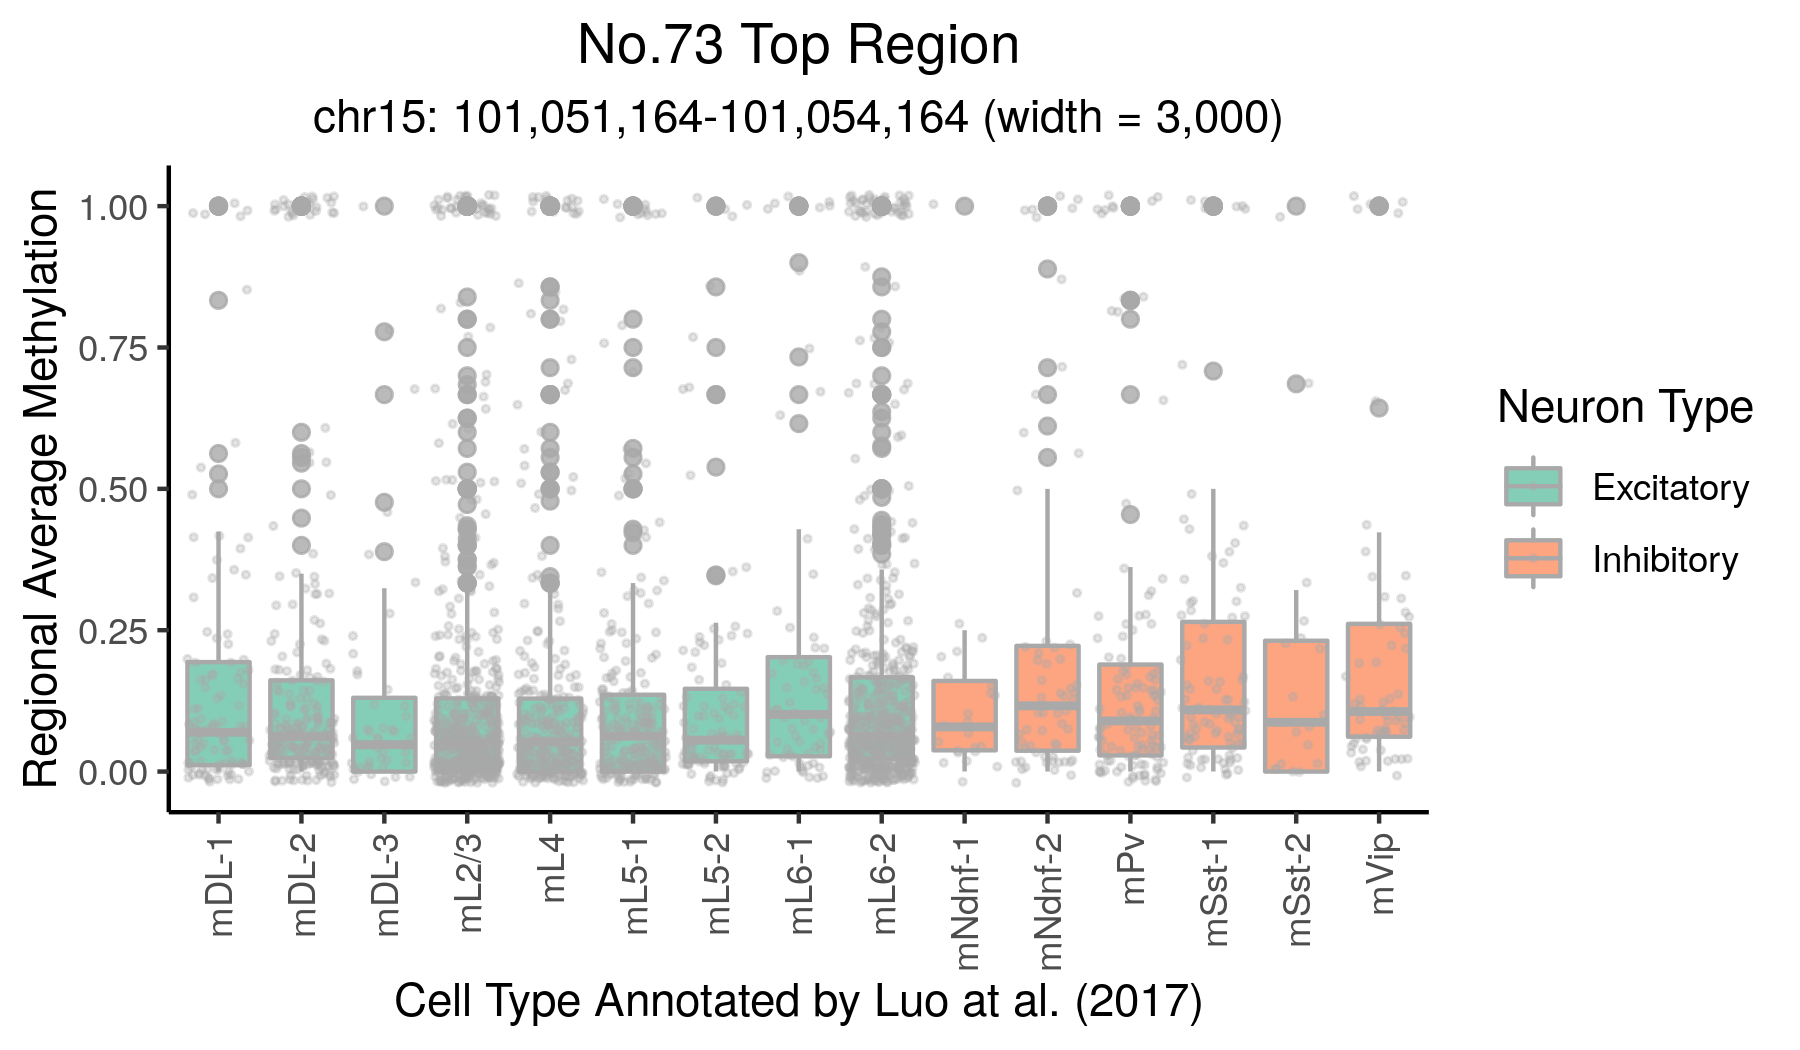 No.73 Top Region
chr15: 101,051,164-101,054,164 (width = 3,000)
Regional Average Methylation
1.00
0.75
0.50
0.25
0.00
mDL-1
mDL-2
mDL-3
mL2/3
mL4
mL5-1
mL5-2
mL6-1
mL6-2
mNdnf-1
mNdnf-2
mPv
mSst-1
mSst-2
mVip
Cell Type Annotated by Luo at al. (2017)
Neuron Type
Excitatory
Inhibitory